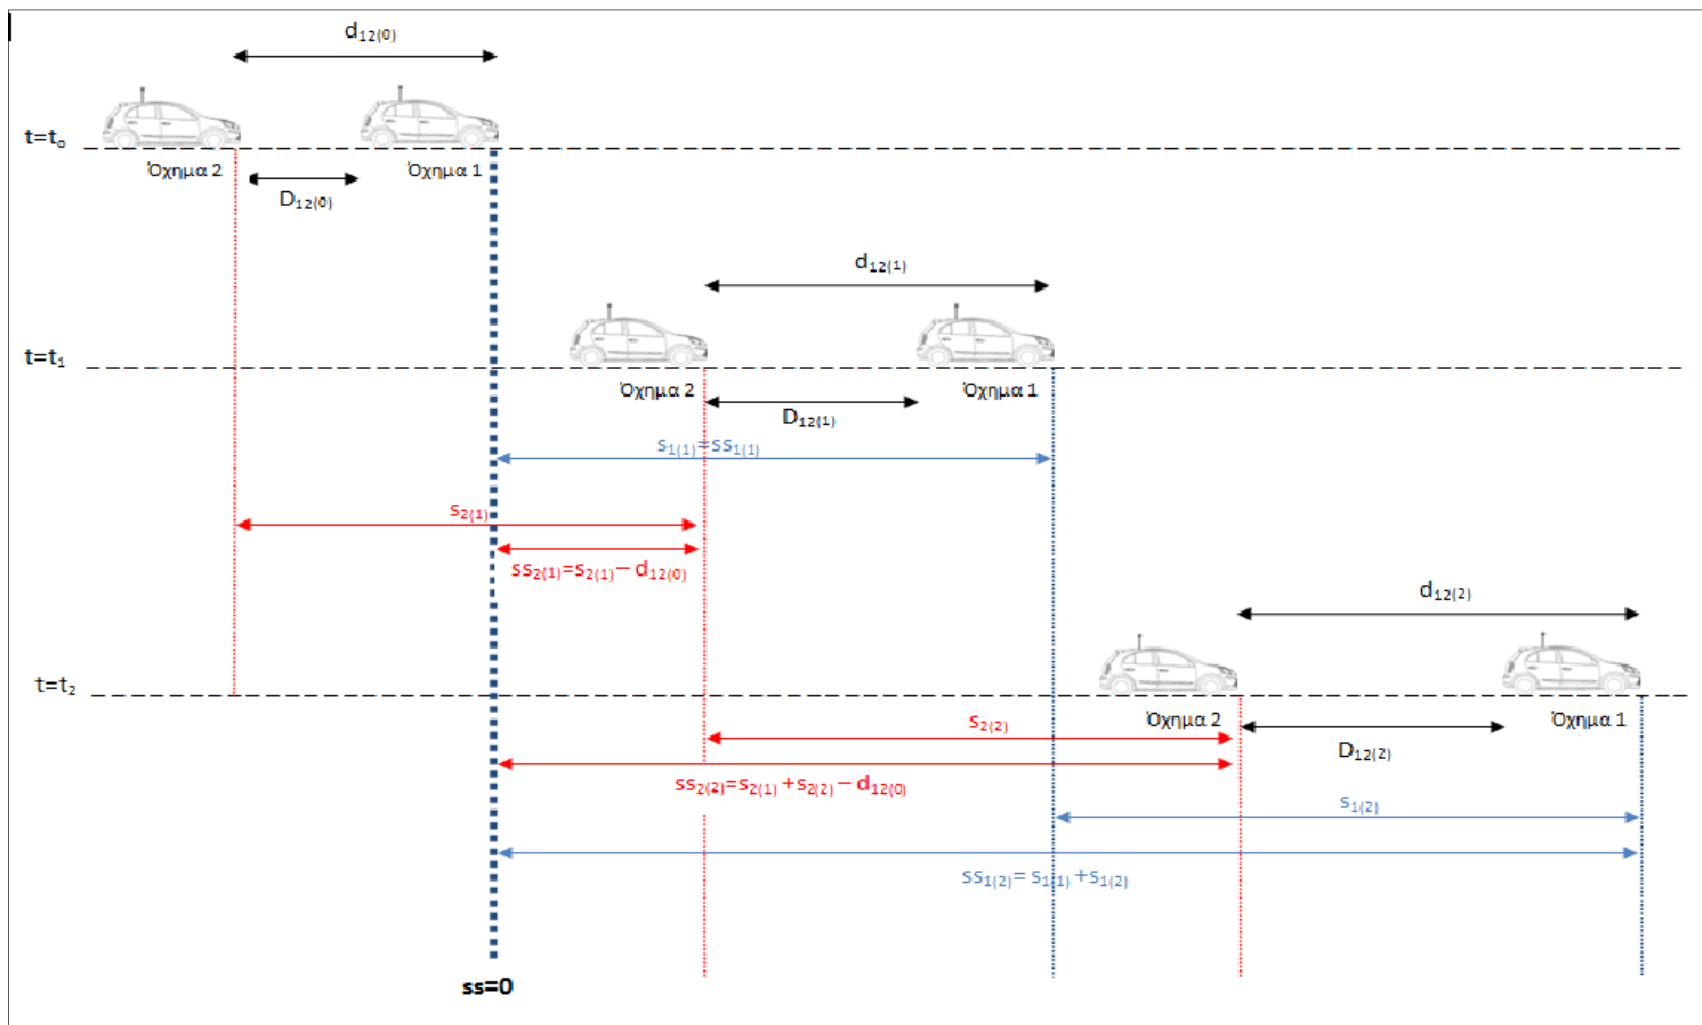 d₁₂₍₀₎
t=t₀
Όχημα 2
Όχημα 1
D₁₂₍₀₎
d₁₂₍₁₎
t=t₁
Όχημα 2
Όχημα 1
D₁₂₍₁₎
s₁₍₁₎=ss₁₍₁₎
s₂₍₁₎
ss₂₍₁₎=s₂₍₁₎ – d₁₂₍₀₎
d₁₂₍₂₎
t=t₂
Όχημα 2
Όχημα 1
s₂₍₂₎
D₁₂₍₂₎
ss₂₍₂₎=s₂₍₁₎ + s₂₍₂₎ – d₁₂₍₀₎
s₁₍₂₎
ss₁₍₂₎= s₁₍₁₎ +s₁₍₂₎
ss=0